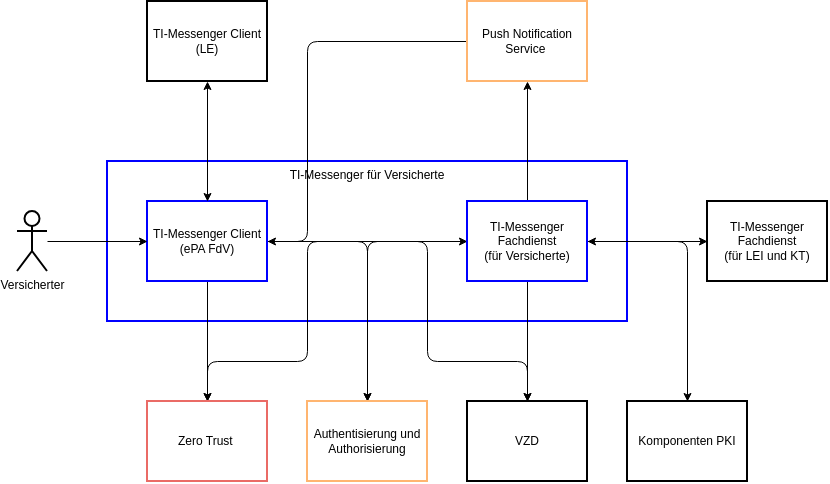 TI-Messenger Client
(LE)
Push Notification
Service
TI-Messenger für Versicherte
TI-Messenger Client
(ePA FdV)
TI-Messenger
Fachdienst
(für Versicherte)
TI-Messenger
Fachdienst
(für LEI und KT)
Versicherter
Zero Trust
Authentisierung und
Authorisierung
VZD
Komponenten PKI